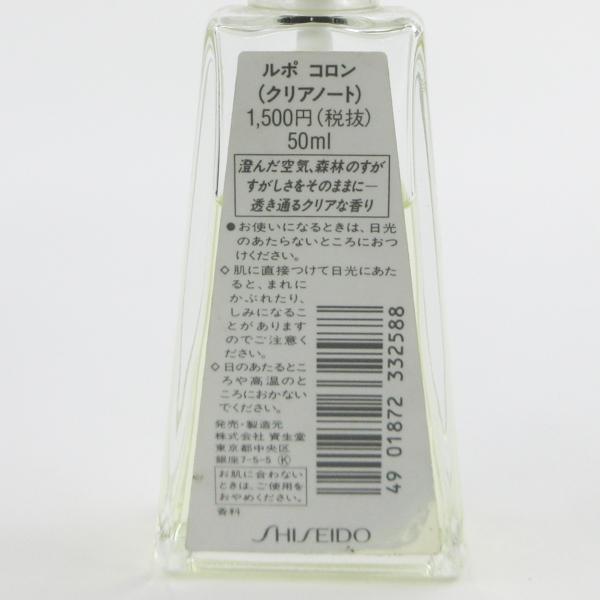 ルポ コロン
(クリアノート)
1,500円(税抜)
50ml
澄んだ空気、森林のすが
すがしさをそのままに―
透き通るクリアな香り
●お使いになるときは、日光
のあたらないところにおつ
けください。
◇肌に直接つけて日光にあた
ると、まれに
かぶれたり、
しみになるこ
とがあります
のでご注意く
ださい。
◇日のあたるとこ
ろや高温のと
ころにおかない
でください。
発売・製造元
株式会社 資生堂
東京都中央区
銀座7-5-5 Ⓚ
お肌に合わない
ときは、ご使用を
おやめください。
香料
49 01872 332588
SHISEIDO